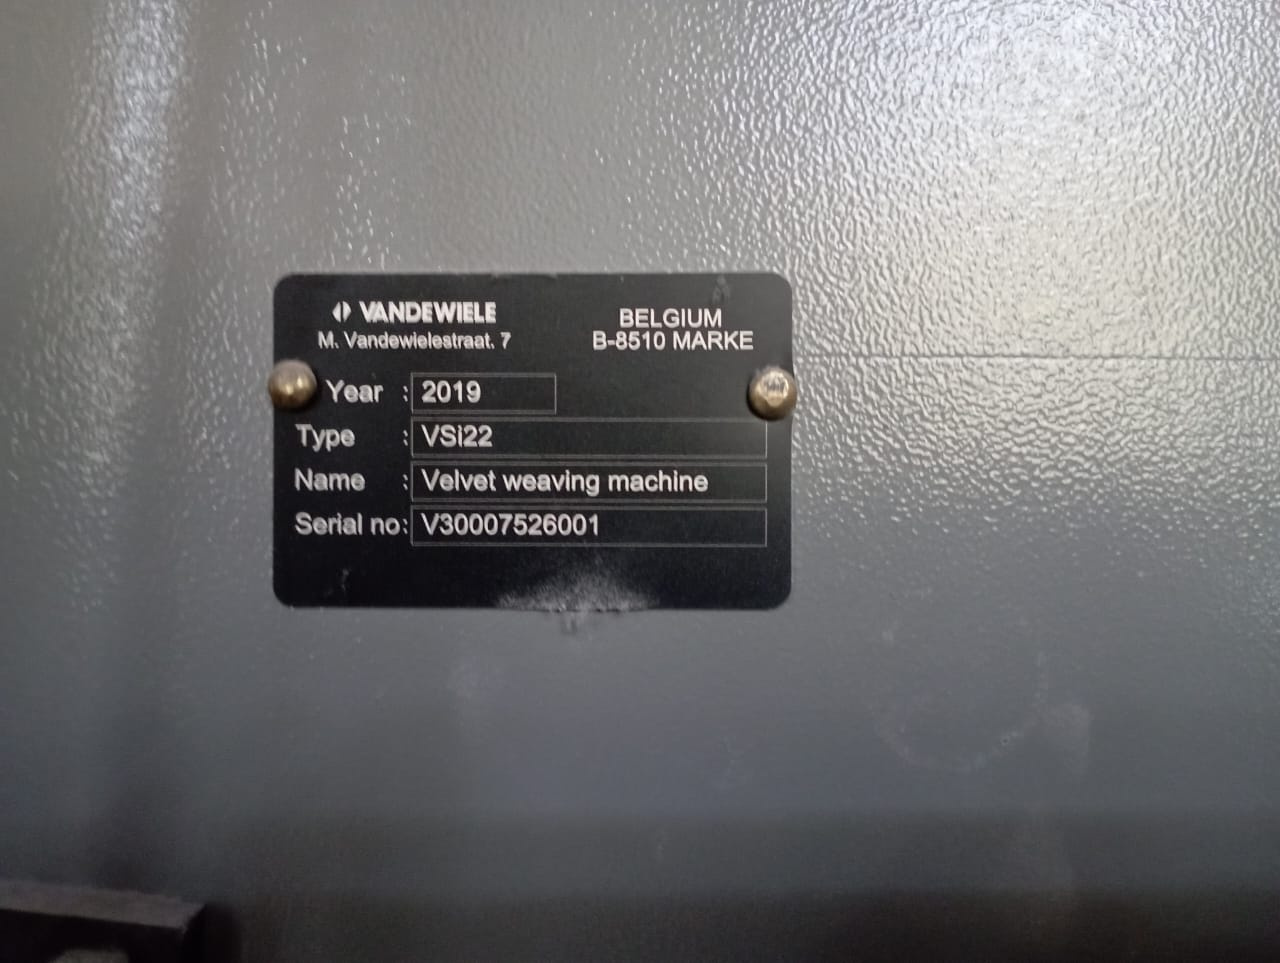 VANDEWIELE
M. Vandewielestraat. 7
BELGIUM
B-8510 MARKE
Year : 2019
Type : VSi22
Name : Velvet weaving machine
Serial no: V30007526001